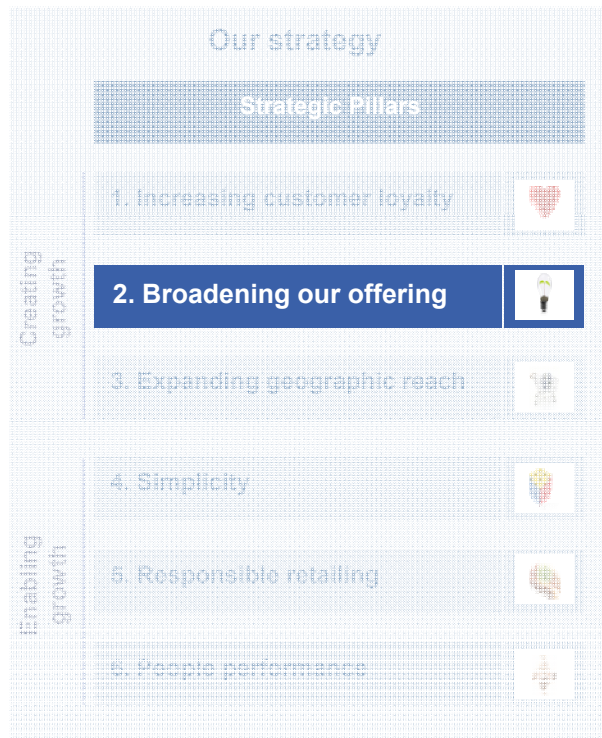 Our strategy
Strategic Pillars
Creating
growth
1. Increasing customer loyalty
2. Broadening our offering
3. Expanding geographic reach
Enabling
growth
4. Simplicity
5. Responsible retailing
6. People performance